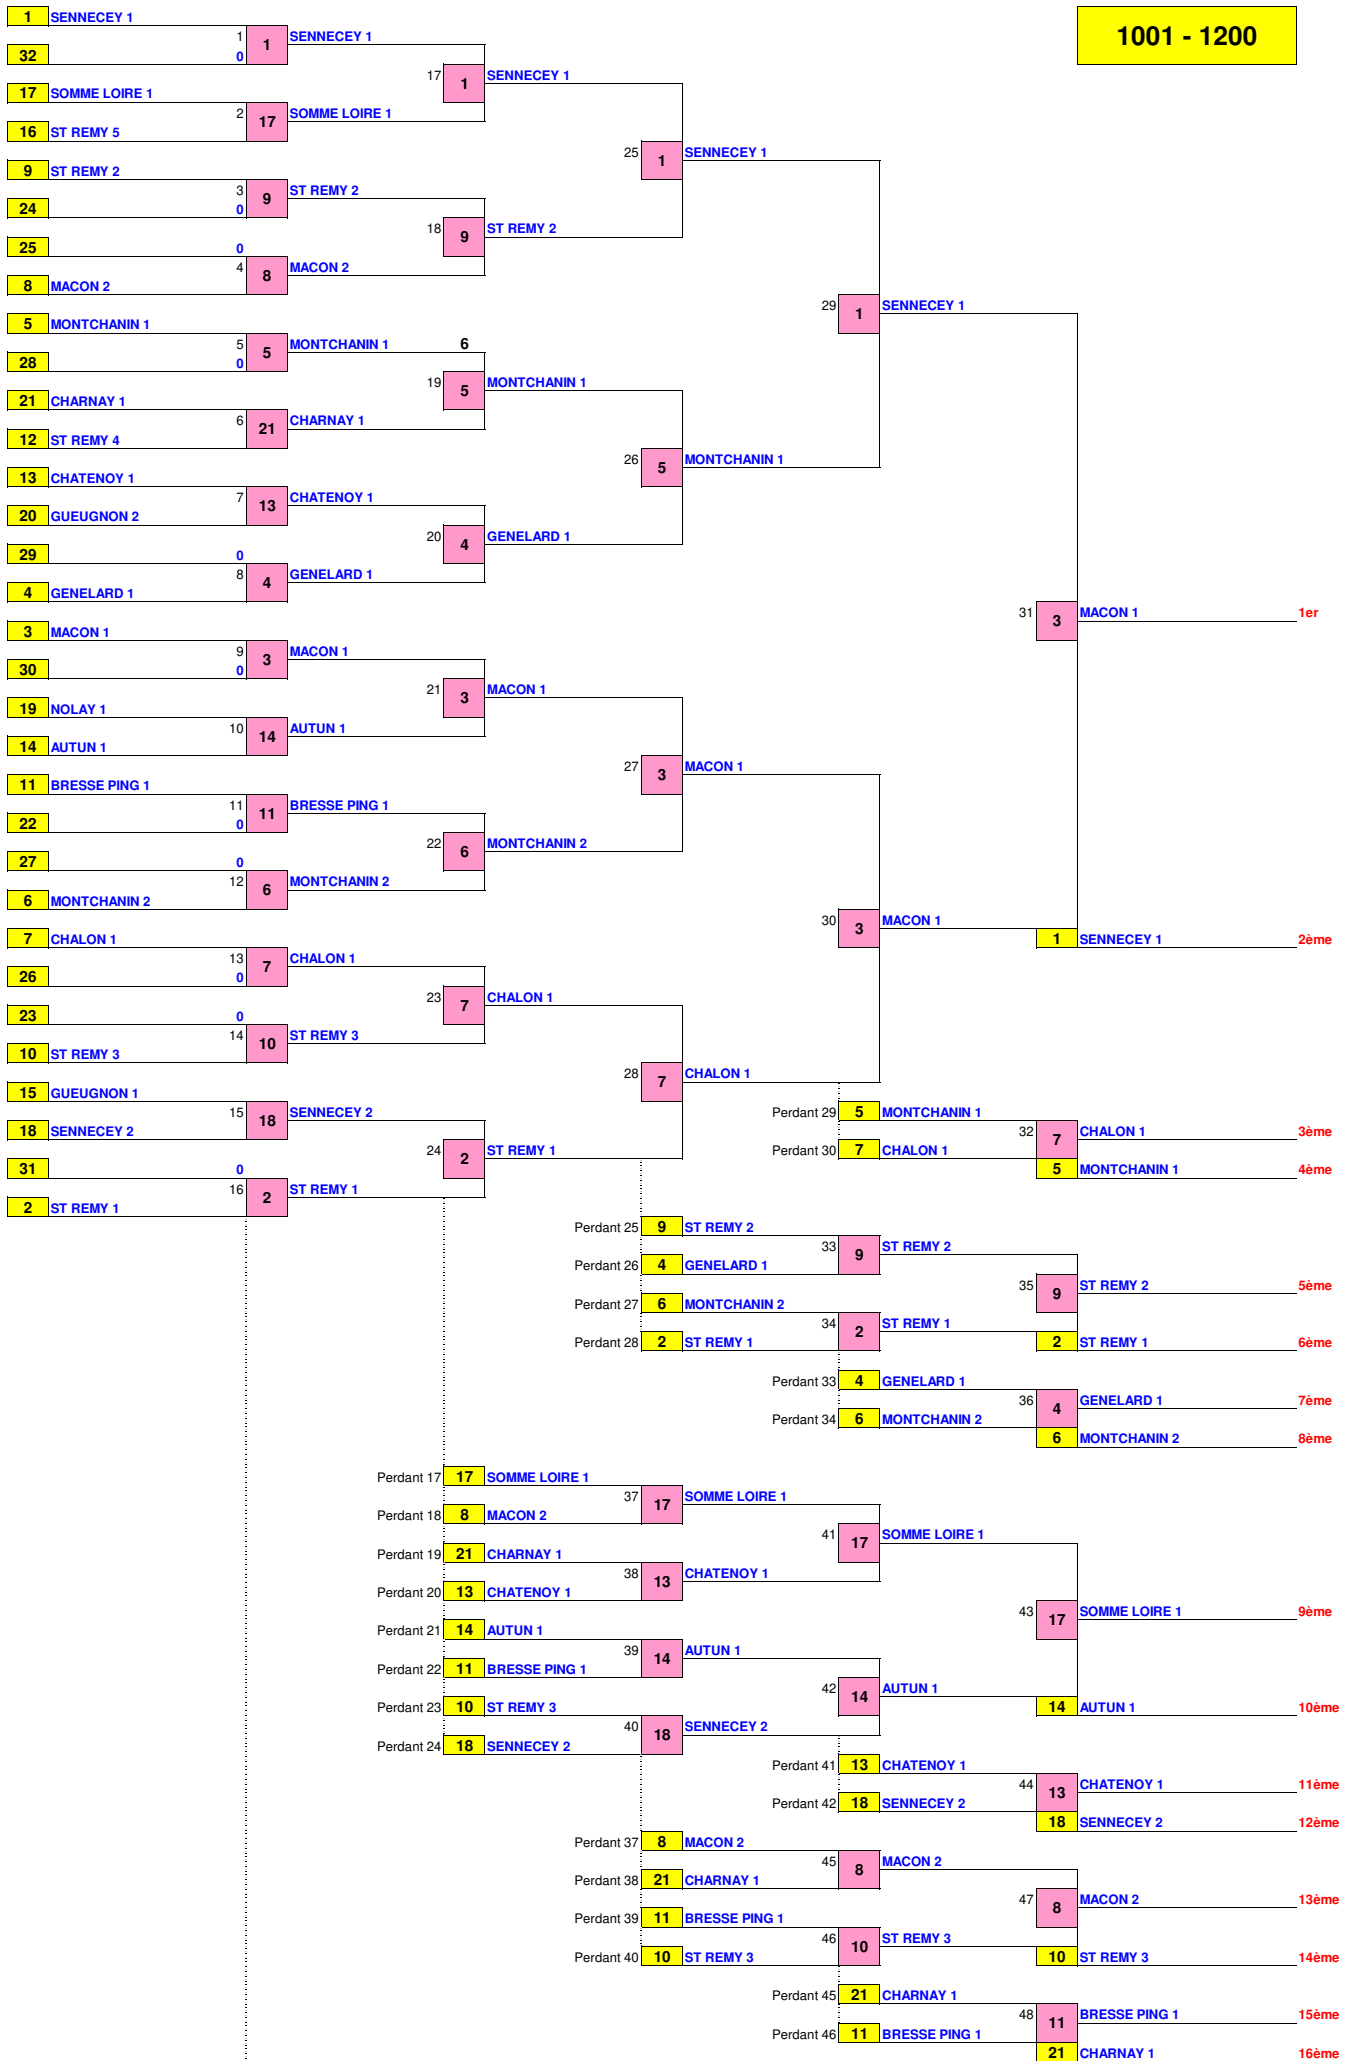 1 SENNECEY 1
1001 - 1200
1 1 SENNECEY 1
32 0
17 1 SENNECEY 1
17 SOMME LOIRE 1
2 17 SOMME LOIRE 1
16 ST REMY 5
25 1 SENNECEY 1
9 ST REMY 2
3 9 ST REMY 2
24 0
18 9 ST REMY 2
25 0
4 8 MACON 2
8 MACON 2
29 1 SENNECEY 1
5 MONTCHANIN 1
5 5 MONTCHANIN 1 6
28 0
19 5 MONTCHANIN 1
21 CHARNAY 1
6 21 CHARNAY 1
12 ST REMY 4
26 5 MONTCHANIN 1
13 CHATENOY 1
7 13 CHATENOY 1
20 GUEUGNON 2
20 4 GENELARD 1
29 0
8 4 GENELARD 1
4 GENELARD 1
31 3 MACON 1 1er
3 MACON 1
9 3 MACON 1
30 0
21 3 MACON 1
19 NOLAY 1
10 14 AUTUN 1
14 AUTUN 1
27 3 MACON 1
11 BRESSE PING 1
11 11 BRESSE PING 1
22 0
22 6 MONTCHANIN 2
27 0
12 6 MONTCHANIN 2
6 MONTCHANIN 2
30 3 MACON 1
7 CHALON 1
1 SENNECEY 1 2ème
13 7 CHALON 1
26 0
23 7 CHALON 1
23 0
14 10 ST REMY 3
10 ST REMY 3
28 7 CHALON 1
15 GUEUGNON 1
15 18 SENNECEY 2
Perdant 29 5 MONTCHANIN 1
18 SENNECEY 2
32 7 CHALON 1 3ème
24 2 ST REMY 1
Perdant 30 7 CHALON 1
31 0
5 MONTCHANIN 1 4ème
16 2 ST REMY 1
2 ST REMY 1
Perdant 25 9 ST REMY 2
33 9 ST REMY 2
Perdant 26 4 GENELARD 1
35 9 ST REMY 2 5ème
Perdant 27 6 MONTCHANIN 2
34 2 ST REMY 1
Perdant 28 2 ST REMY 1
2 ST REMY 1 6ème
Perdant 33 4 GENELARD 1
36 4 GENELARD 1 7ème
Perdant 34 6 MONTCHANIN 2
6 MONTCHANIN 2 8ème
Perdant 17 17 SOMME LOIRE 1
37 17 SOMME LOIRE 1
Perdant 18 8 MACON 2
41 17 SOMME LOIRE 1
Perdant 19 21 CHARNAY 1
38 13 CHATENOY 1
Perdant 20 13 CHATENOY 1
43 17 SOMME LOIRE 1 9ème
Perdant 21 14 AUTUN 1
39 14 AUTUN 1
Perdant 22 11 BRESSE PING 1
42 14 AUTUN 1
Perdant 23 10 ST REMY 3
14 AUTUN 1 10ème
40 18 SENNECEY 2
Perdant 24 18 SENNECEY 2
Perdant 41 13 CHATENOY 1
44 13 CHATENOY 1 11ème
Perdant 42 18 SENNECEY 2
18 SENNECEY 2 12ème
Perdant 37 8 MACON 2
45 8 MACON 2
Perdant 38 21 CHARNAY 1
47 8 MACON 2 13ème
Perdant 39 11 BRESSE PING 1
46 10 ST REMY 3
Perdant 40 10 ST REMY 3
10 ST REMY 3 14ème
Perdant 45 21 CHARNAY 1
48 11 BRESSE PING 1 15ème
Perdant 46 11 BRESSE PING 1
21 CHARNAY 1 16ème